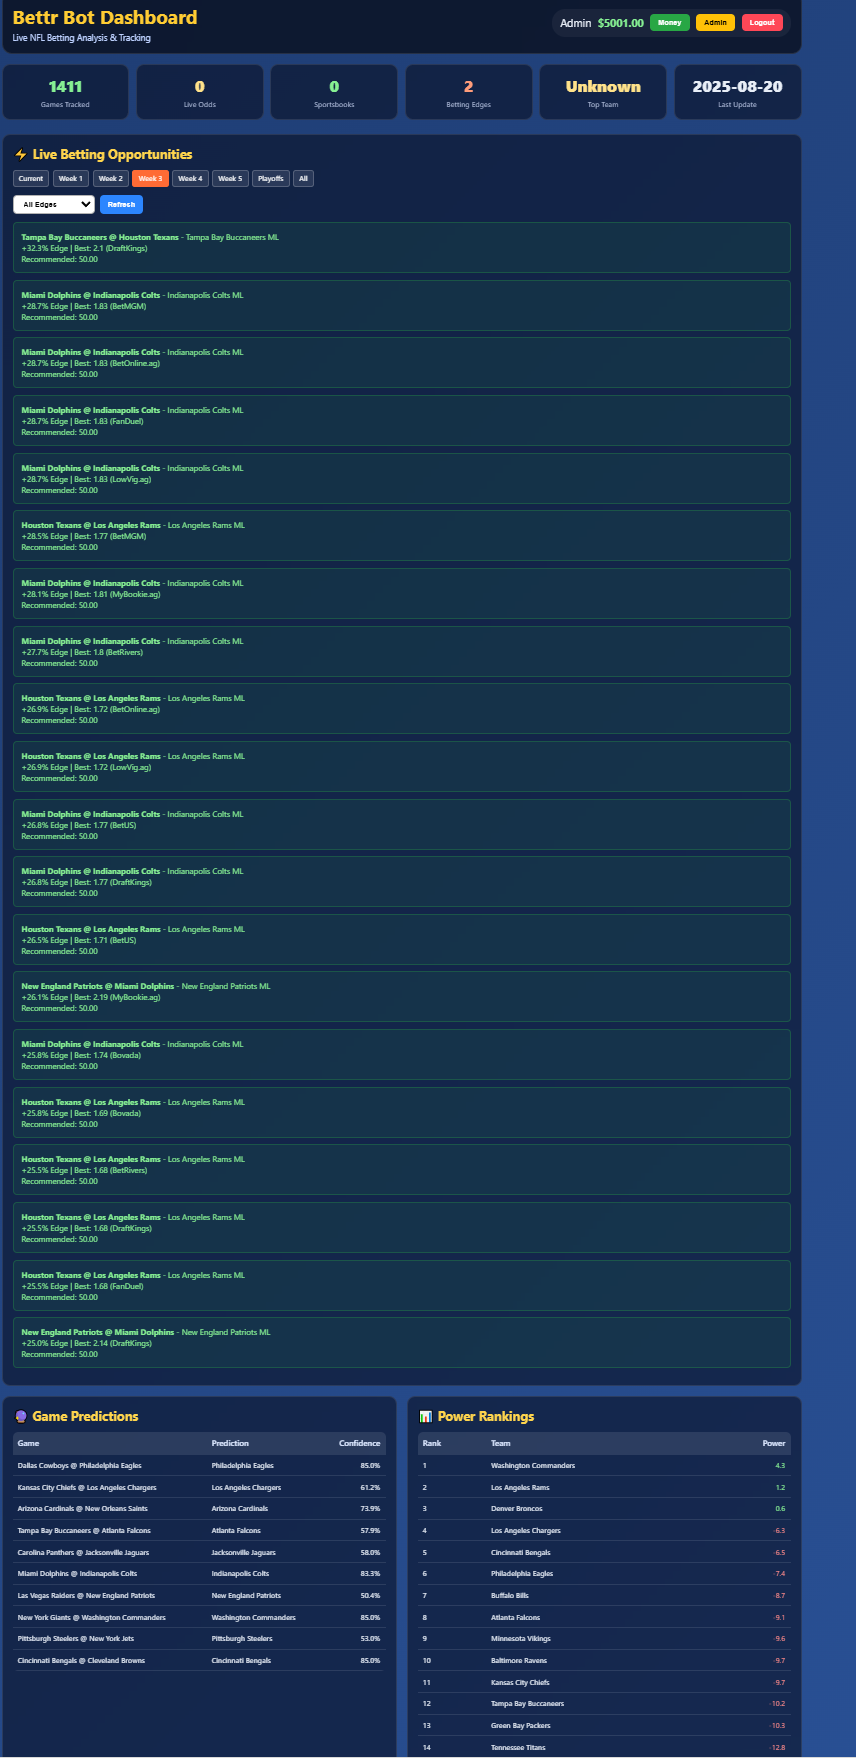 Bettr Bot Dashboard
Live NFL Betting Analysis & Tracking
Admin $5001.00 Money Admin Logout
1411
Games Tracked
0
Live Odds
0
Sportsbooks
2
Betting Edges
Unknown
Top Team
2025-08-20
Last Update
Live Betting Opportunities
Current Week 1 Week 2 Week 3 Week 4 Week 5 Playoffs All
All Edges Refresh
Tampa Bay Buccaneers @ Houston Texans - Tampa Bay Buccaneers ML
+32.3% Edge | Best: 2.1 (DraftKings)
Recommended: $0.00
Miami Dolphins @ Indianapolis Colts - Indianapolis Colts ML
+28.7% Edge | Best: 1.83 (BetMGM)
Recommended: $0.00
Miami Dolphins @ Indianapolis Colts - Indianapolis Colts ML
+28.7% Edge | Best: 1.83 (BetOnline.ag)
Recommended: $0.00
Miami Dolphins @ Indianapolis Colts - Indianapolis Colts ML
+28.7% Edge | Best: 1.83 (FanDuel)
Recommended: $0.00
Miami Dolphins @ Indianapolis Colts - Indianapolis Colts ML
+28.7% Edge | Best: 1.83 (LowVig.ag)
Recommended: $0.00
Houston Texans @ Los Angeles Rams - Los Angeles Rams ML
+28.5% Edge | Best: 1.77 (BetMGM)
Recommended: $0.00
Miami Dolphins @ Indianapolis Colts - Indianapolis Colts ML
+28.1% Edge | Best: 1.81 (MyBookie.ag)
Recommended: $0.00
Miami Dolphins @ Indianapolis Colts - Indianapolis Colts ML
+27.7% Edge | Best: 1.8 (BetRivers)
Recommended: $0.00
Houston Texans @ Los Angeles Rams - Los Angeles Rams ML
+26.9% Edge | Best: 1.72 (BetOnline.ag)
Recommended: $0.00
Houston Texans @ Los Angeles Rams - Los Angeles Rams ML
+26.9% Edge | Best: 1.72 (LowVig.ag)
Recommended: $0.00
Miami Dolphins @ Indianapolis Colts - Indianapolis Colts ML
+26.8% Edge | Best: 1.77 (BetUS)
Recommended: $0.00
Miami Dolphins @ Indianapolis Colts - Indianapolis Colts ML
+26.8% Edge | Best: 1.77 (DraftKings)
Recommended: $0.00
Houston Texans @ Los Angeles Rams - Los Angeles Rams ML
+26.5% Edge | Best: 1.71 (BetUS)
Recommended: $0.00
New England Patriots @ Miami Dolphins - New England Patriots ML
+26.1% Edge | Best: 2.19 (MyBookie.ag)
Recommended: $0.00
Miami Dolphins @ Indianapolis Colts - Indianapolis Colts ML
+25.8% Edge | Best: 1.74 (Bovada)
Recommended: $0.00
Houston Texans @ Los Angeles Rams - Los Angeles Rams ML
+25.8% Edge | Best: 1.69 (Bovada)
Recommended: $0.00
Houston Texans @ Los Angeles Rams - Los Angeles Rams ML
+25.5% Edge | Best: 1.68 (BetRivers)
Recommended: $0.00
Houston Texans @ Los Angeles Rams - Los Angeles Rams ML
+25.5% Edge | Best: 1.68 (DraftKings)
Recommended: $0.00
Houston Texans @ Los Angeles Rams - Los Angeles Rams ML
+25.5% Edge | Best: 1.68 (FanDuel)
Recommended: $0.00
New England Patriots @ Miami Dolphins - New England Patriots ML
+25.0% Edge | Best: 2.14 (DraftKings)
Recommended: $0.00
Game Predictions
Game Prediction Confidence
Dallas Cowboys @ Philadelphia Eagles Philadelphia Eagles 85.0%
Kansas City Chiefs @ Los Angeles Chargers Los Angeles Chargers 61.2%
Arizona Cardinals @ New Orleans Saints Arizona Cardinals 73.9%
Tampa Bay Buccaneers @ Atlanta Falcons Atlanta Falcons 57.9%
Carolina Panthers @ Jacksonville Jaguars Jacksonville Jaguars 58.0%
Miami Dolphins @ Indianapolis Colts Indianapolis Colts 83.3%
Las Vegas Raiders @ New England Patriots New England Patriots 50.4%
New York Giants @ Washington Commanders Washington Commanders 85.0%
Pittsburgh Steelers @ New York Jets Pittsburgh Steelers 53.0%
Cincinnati Bengals @ Cleveland Browns Cincinnati Bengals 85.0%
Power Rankings
Rank Team Power
1 Washington Commanders 4.3
2 Los Angeles Rams 1.2
3 Denver Broncos 0.6
4 Los Angeles Chargers -6.3
5 Cincinnati Bengals -6.5
6 Philadelphia Eagles -7.4
7 Buffalo Bills -8.7
8 Atlanta Falcons -9.1
9 Minnesota Vikings -9.6
10 Baltimore Ravens -9.7
11 Kansas City Chiefs -9.7
12 Tampa Bay Buccaneers -10.2
13 Green Bay Packers -10.3
14 Tennessee Titans -12.8